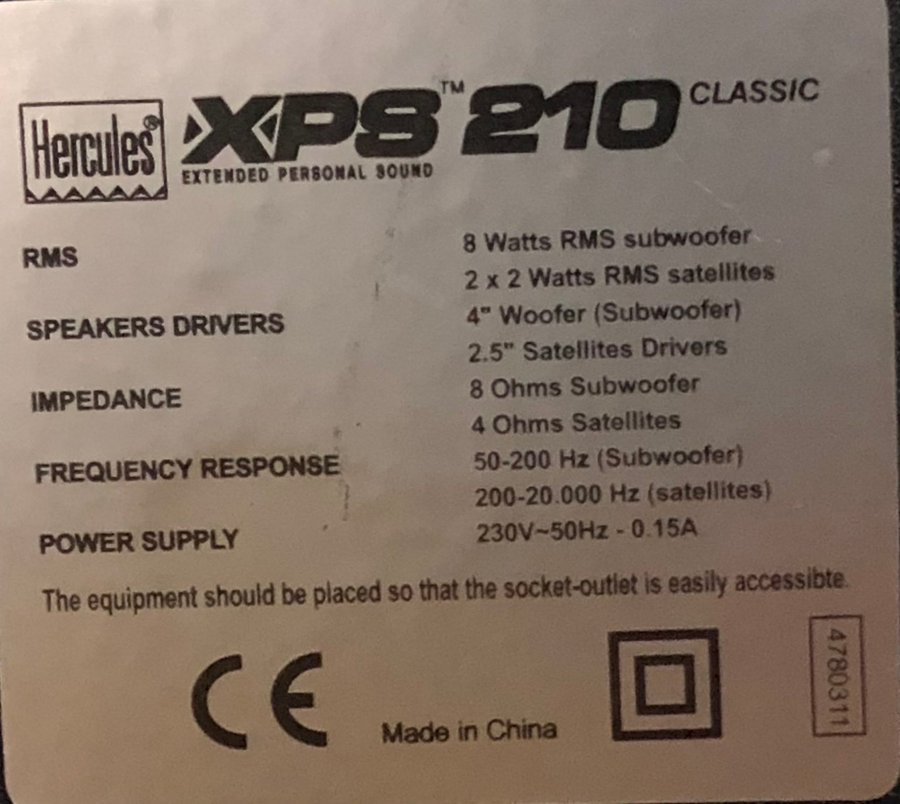 Hercules® XPS™ 210 CLASSIC
EXTENDED PERSONAL SOUND
RMS 8 Watts RMS subwoofer
2 x 2 Watts RMS satellites
SPEAKERS DRIVERS 4" Woofer (Subwoofer)
2.5" Satellites Drivers
IMPEDANCE 8 Ohms Subwoofer
4 Ohms Satellites
FREQUENCY RESPONSE 50-200 Hz (Subwoofer)
200-20.000 Hz (satellites)
POWER SUPPLY 230V~50Hz - 0.15A
The equipment should be placed so that the socket-outlet is easily accessibte.
CE Made in China
4780311